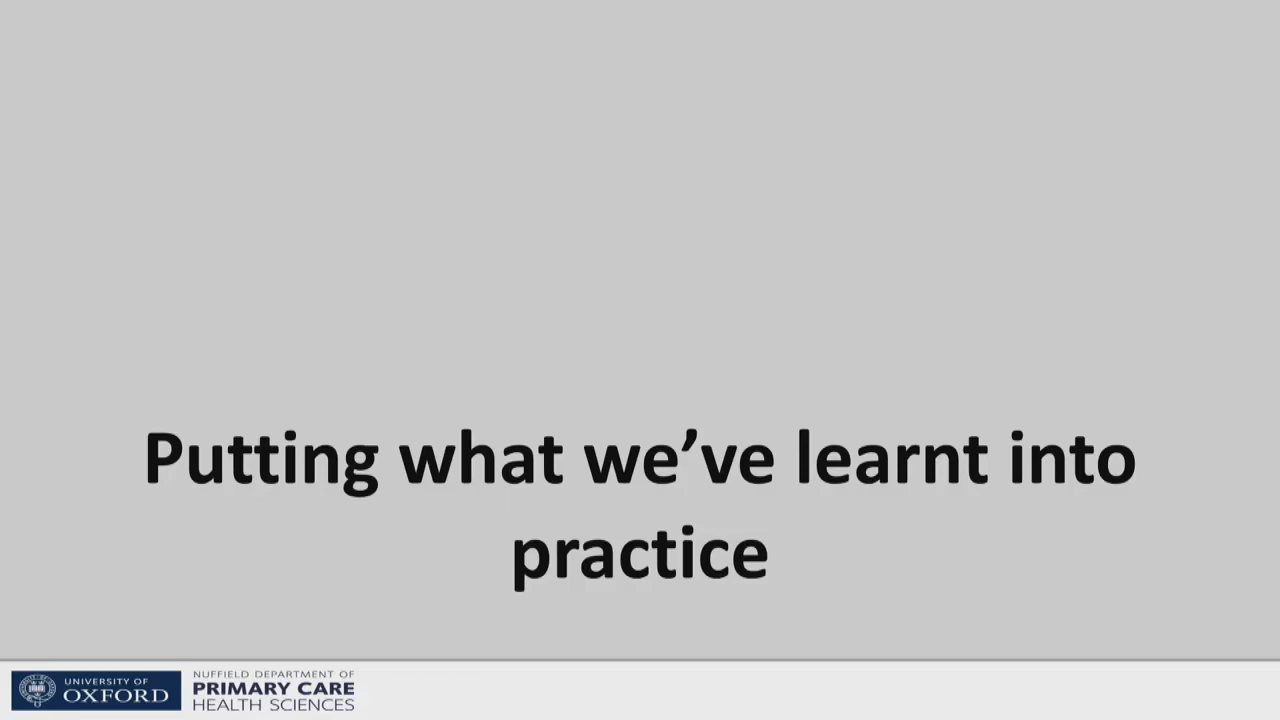 Putting what we’ve learnt into
practice
UNIVERSITY OF
OXFORD
NUFFIELD DEPARTMENT OF
PRIMARY CARE
HEALTH SCIENCES